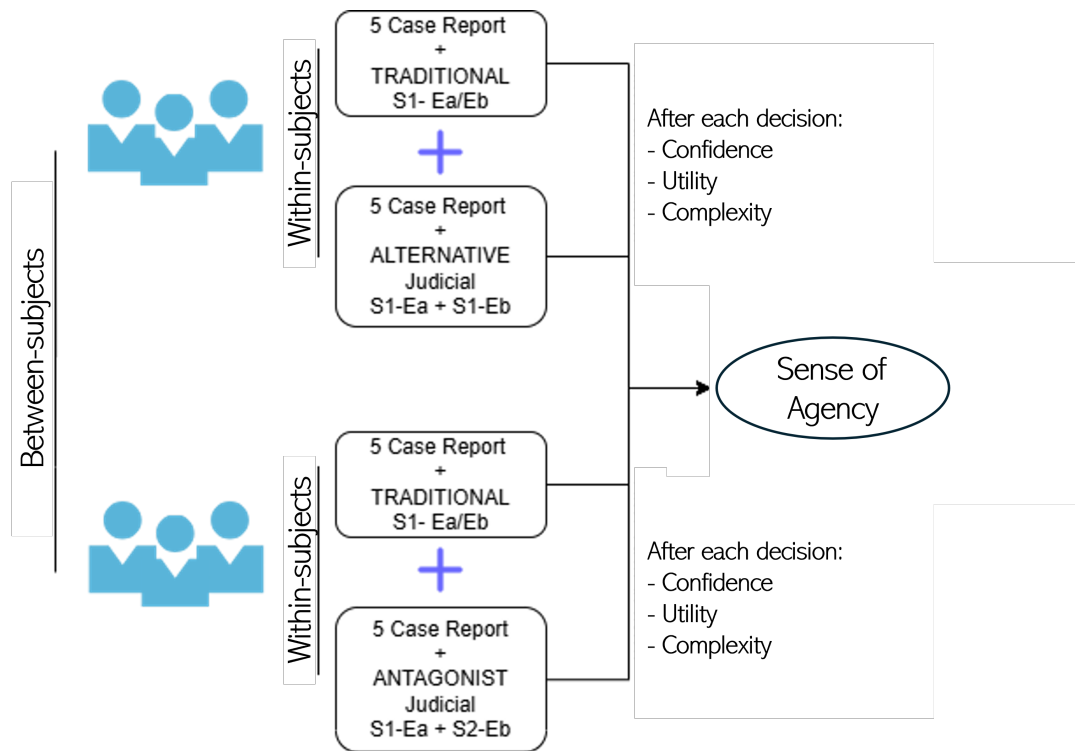 Between-subjects
Within-subjects
5 Case Report
+
TRADITIONAL
S1- Ea/Eb
5 Case Report
+
ALTERNATIVE
Judicial
S1-Ea + S1-Eb
After each decision:
- Confidence
- Utility
- Complexity
Sense of
Agency
Within-subjects
5 Case Report
+
TRADITIONAL
S1- Ea/Eb
5 Case Report
+
ANTAGONIST
Judicial
S1-Ea + S2-Eb
After each decision:
- Confidence
- Utility
- Complexity